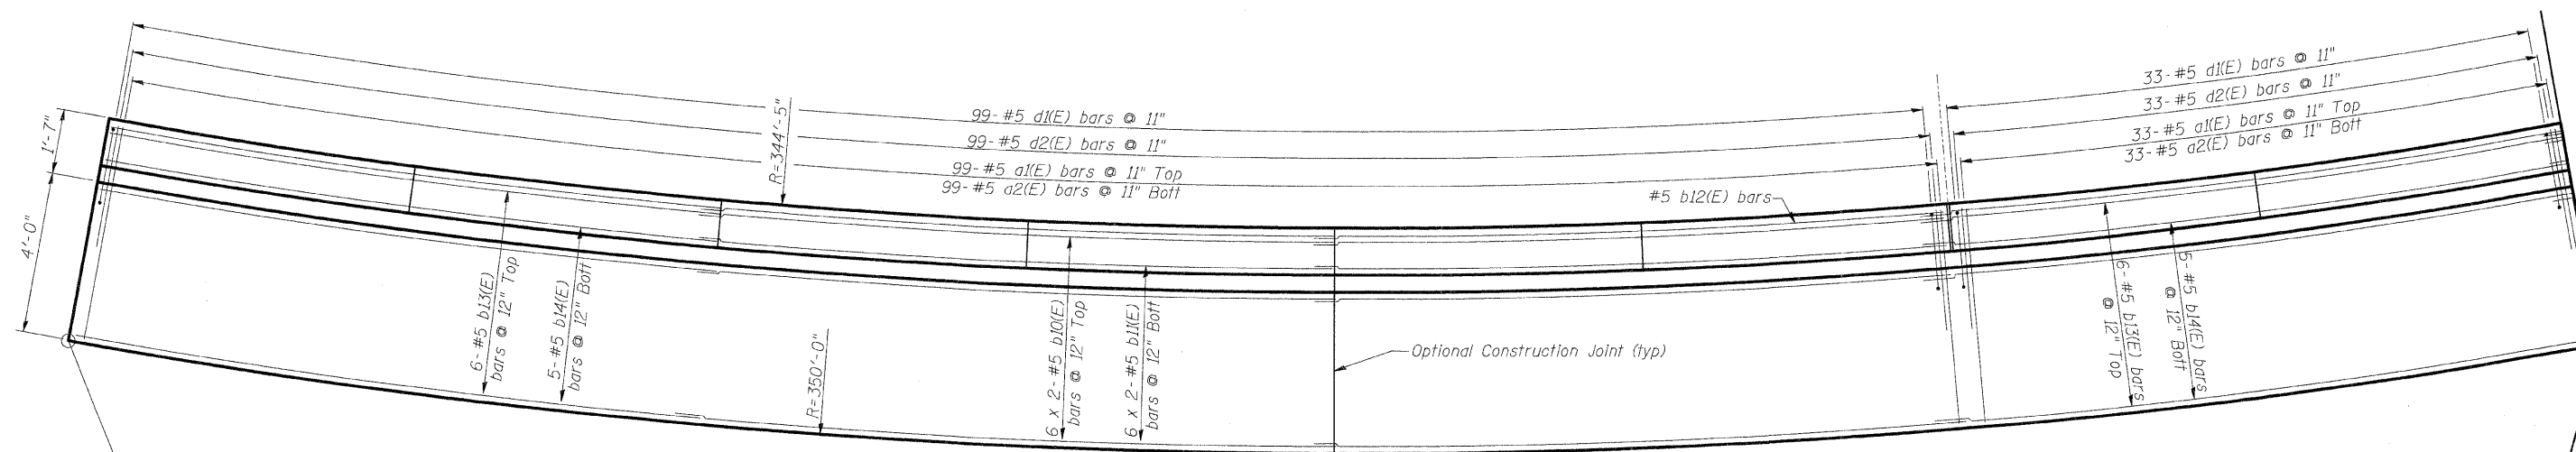 99-#5 d1(E) bars @ 11"
99-#5 d2(E) bars @ 11"
99-#5 a1(E) bars @ 11" Top
99-#5 a2(E) bars @ 11" Bott
33-#5 d1(E) bars @ 11"
33-#5 d2(E) bars @ 11"
33-#5 a1(E) bars @ 11" Top
33-#5 a2(E) bars @ 11" Bott
1'-7"
4'-0"
R=344'-5"
#5 b12(E) bars
6-#5 b13(E)
bars @ 12" Top
5-#5 b14(E)
bars @ 12" Bott
R=350'-0"
6 x 2-#5 b10(E)
bars @ 12" Top
6 x 2-#5 b11(E)
bars @ 12" Bott
Optional Construction Joint (typ)
6-#5 b13(E) bars
@ 12" Top
5-#5 b14(E) bars
@ 12" Bott